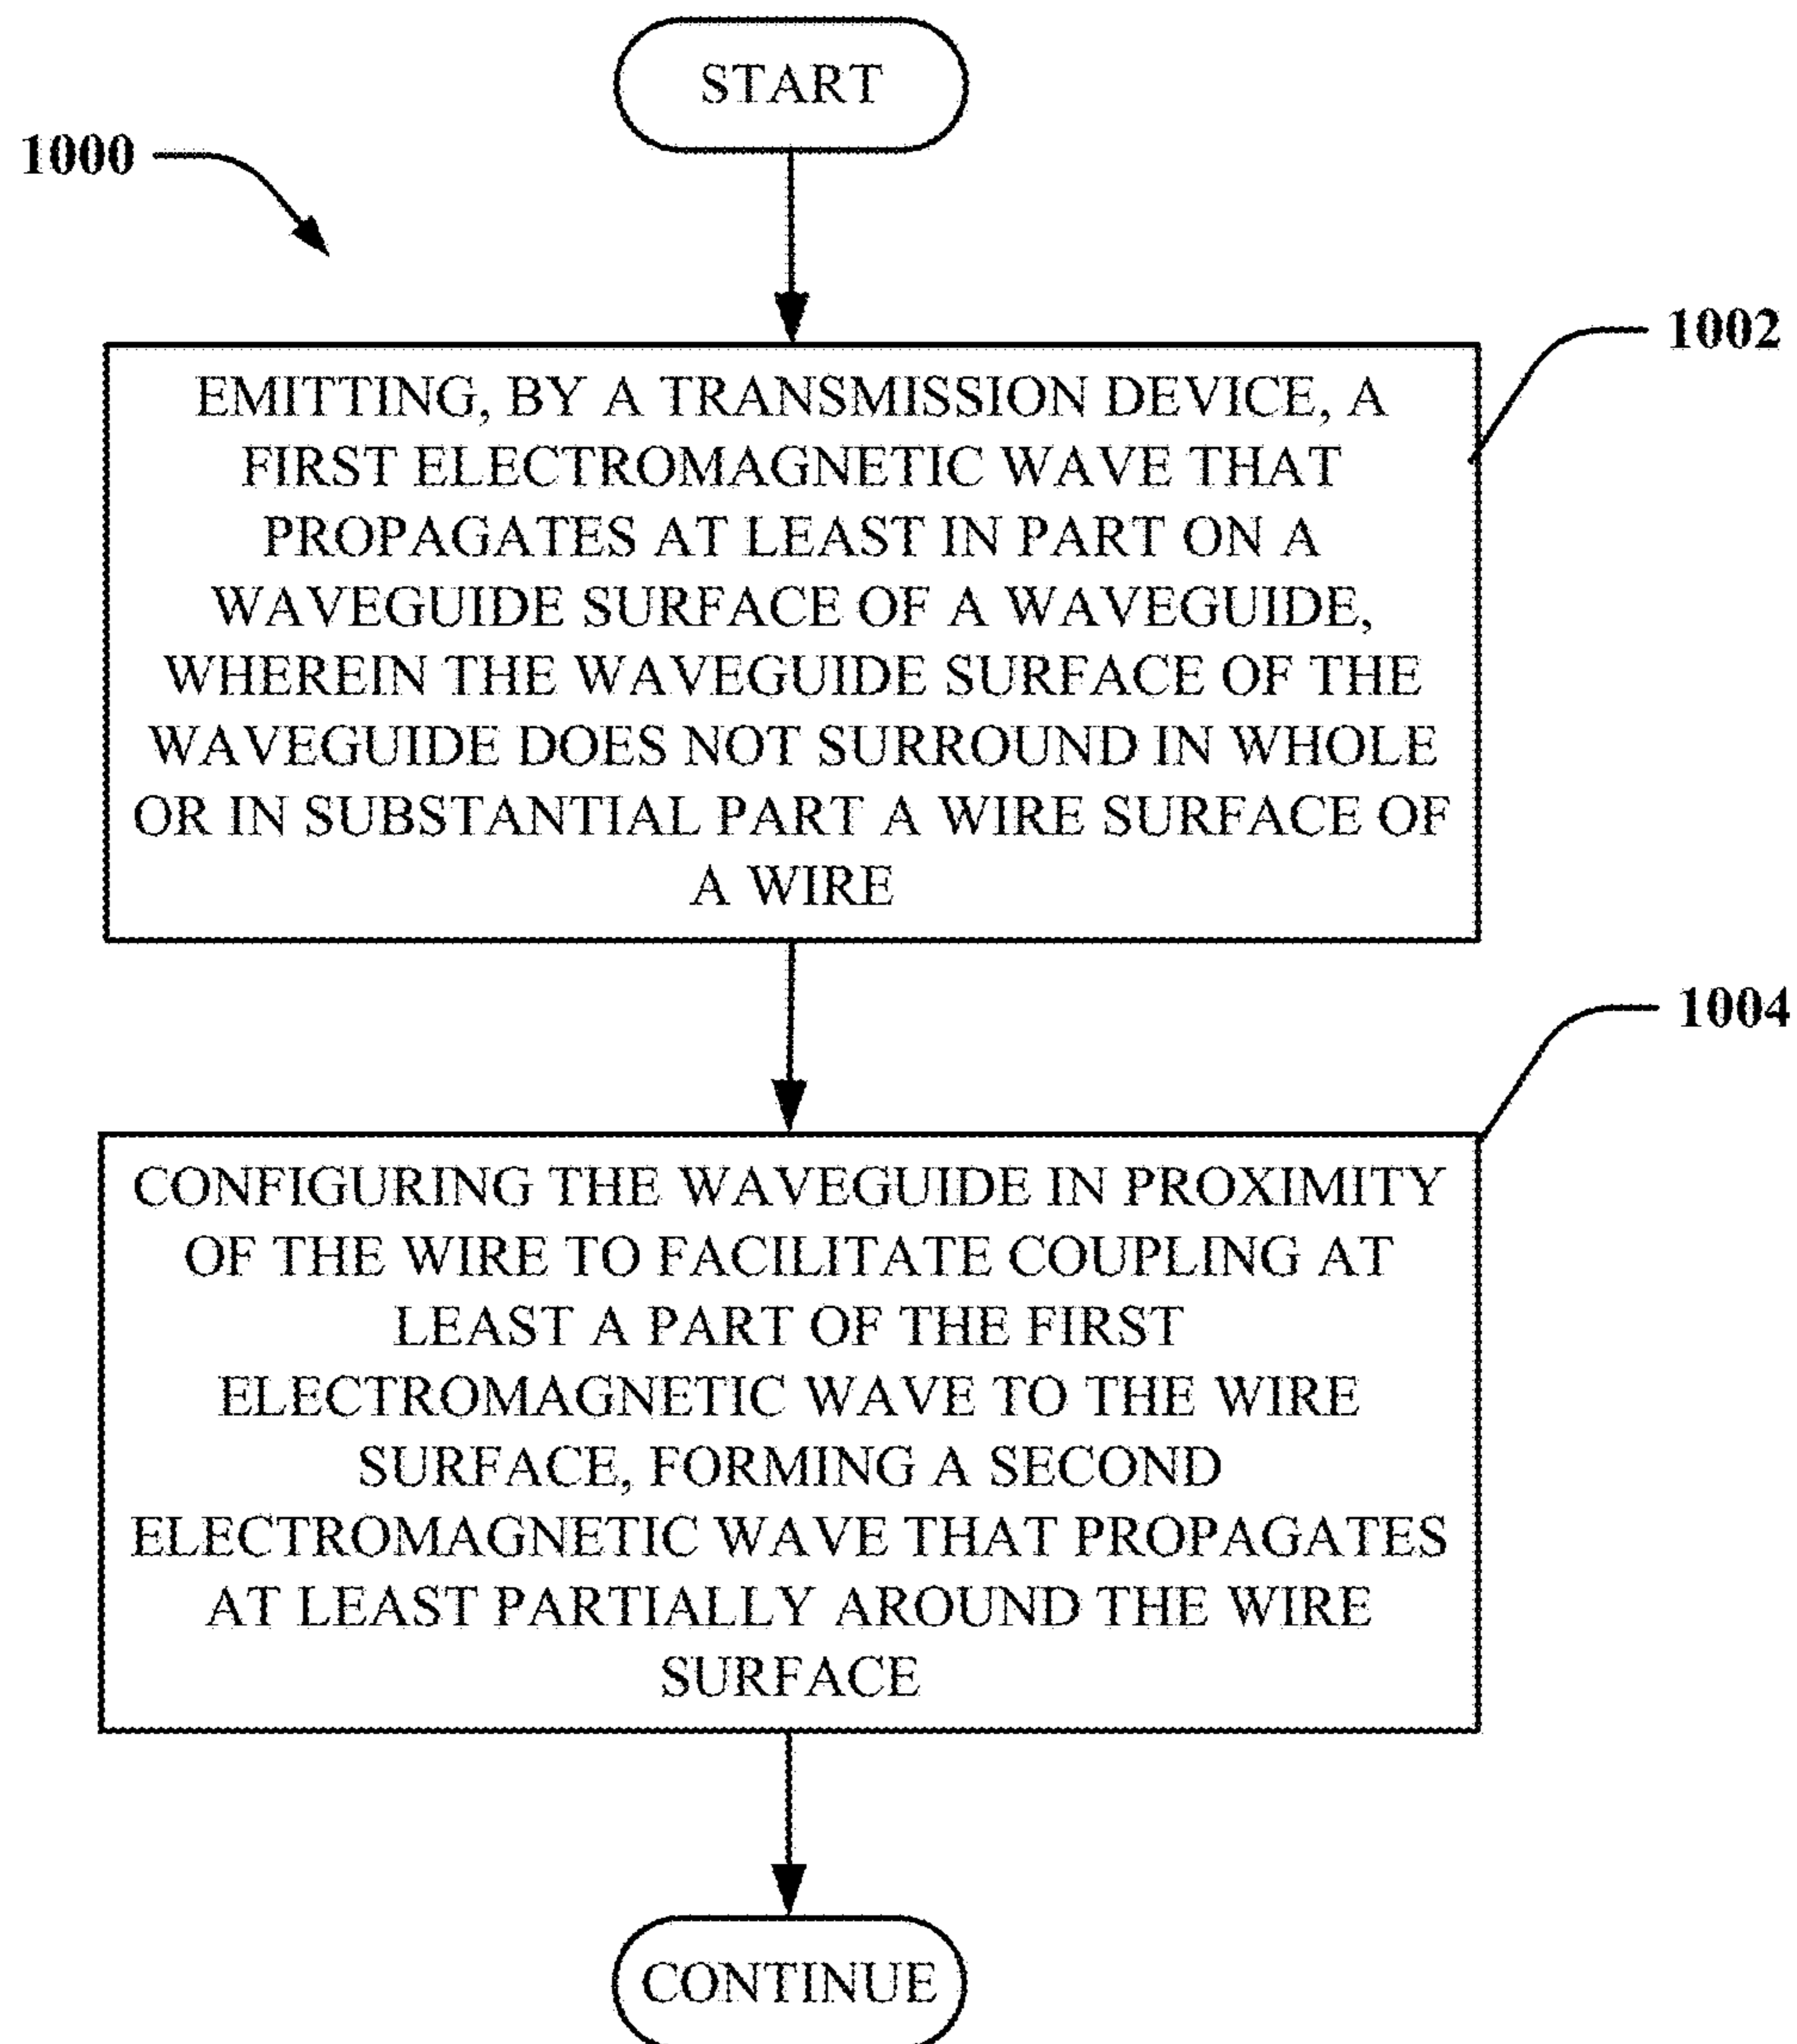 START
1000
1002
EMITTING, BY A TRANSMISSION DEVICE, A
FIRST ELECTROMAGNETIC WAVE THAT
PROPAGATES AT LEAST IN PART ON A
WAVEGUIDE SURFACE OF A WAVEGUIDE,
WHEREIN THE WAVEGUIDE SURFACE OF THE
WAVEGUIDE DOES NOT SURROUND IN WHOLE
OR IN SUBSTANTIAL PART A WIRE SURFACE OF
A WIRE
1004
CONFIGURING THE WAVEGUIDE IN PROXIMITY
OF THE WIRE TO FACILITATE COUPLING AT
LEAST A PART OF THE FIRST
ELECTROMAGNETIC WAVE TO THE WIRE
SURFACE, FORMING A SECOND
ELECTROMAGNETIC WAVE THAT PROPAGATES
AT LEAST PARTIALLY AROUND THE WIRE
SURFACE
CONTINUE